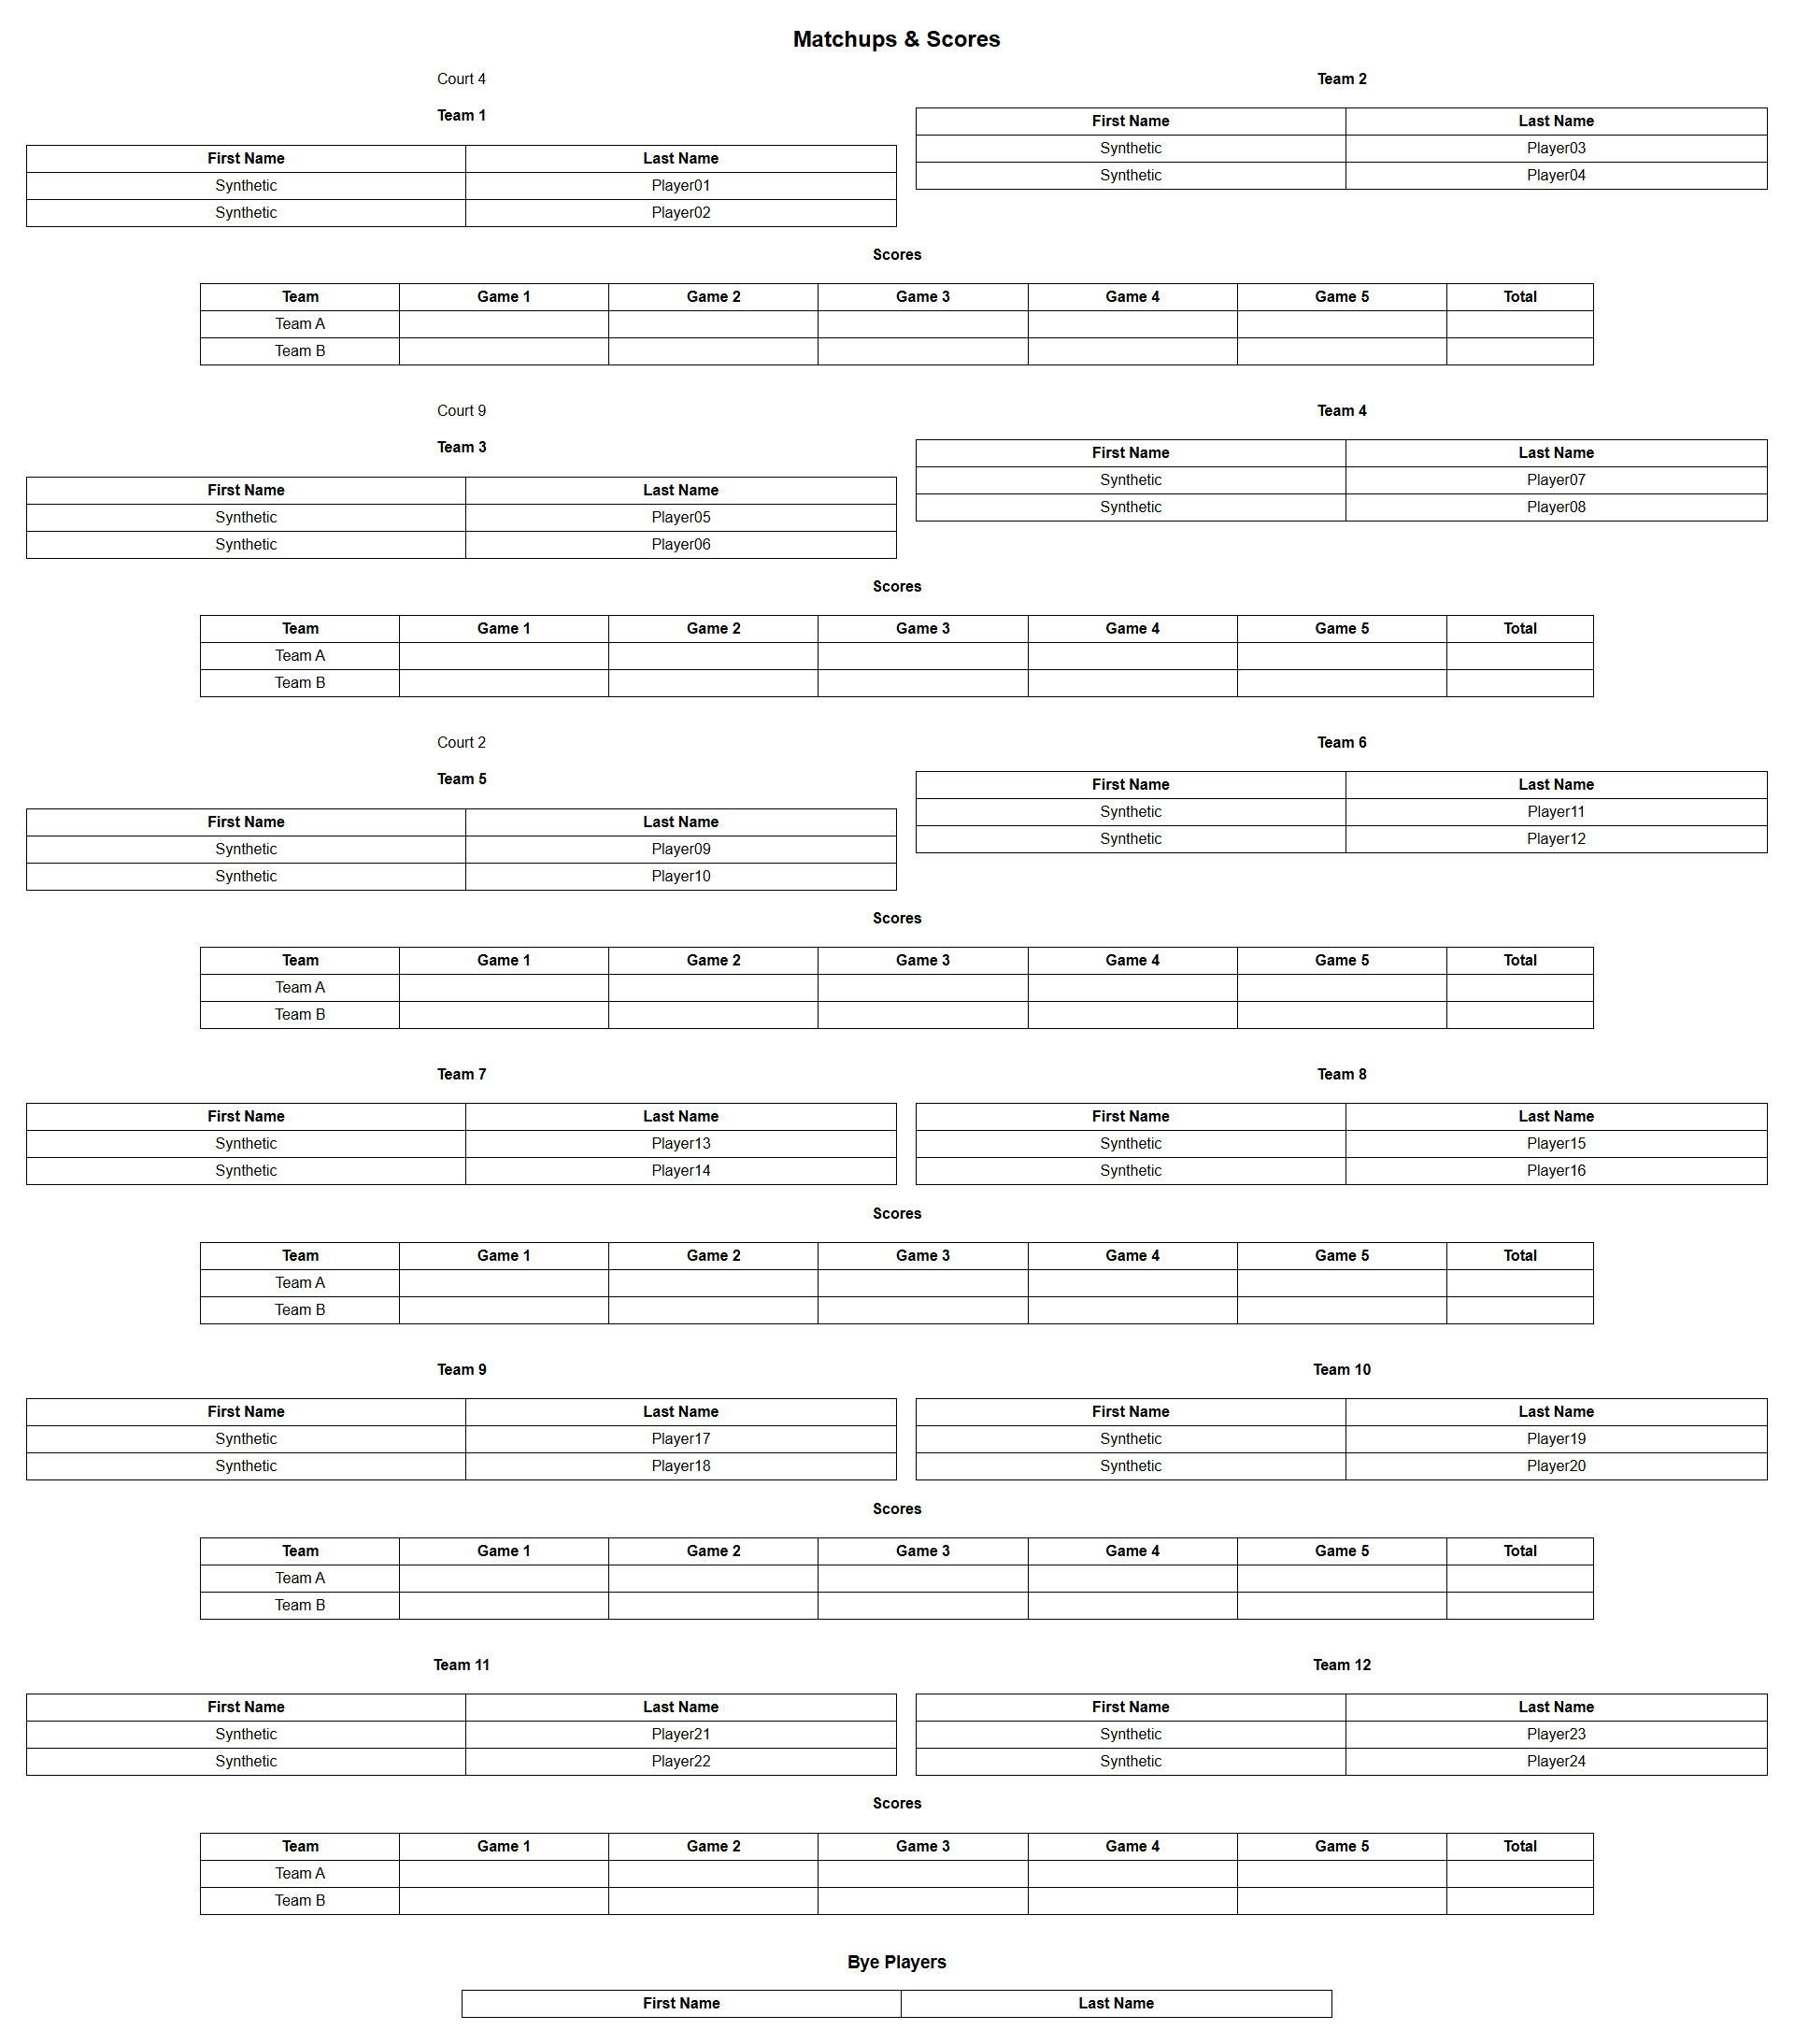 Matchups & Scores
Court 4
Team 1
First Name Last Name
Synthetic Player01
Synthetic Player02
Team 2
First Name Last Name
Synthetic Player03
Synthetic Player04
Scores
Team Game 1 Game 2 Game 3 Game 4 Game 5 Total
Team A
Team B
Court 9
Team 3
First Name Last Name
Synthetic Player05
Synthetic Player06
Team 4
First Name Last Name
Synthetic Player07
Synthetic Player08
Scores
Team Game 1 Game 2 Game 3 Game 4 Game 5 Total
Team A
Team B
Court 2
Team 5
First Name Last Name
Synthetic Player09
Synthetic Player10
Team 6
First Name Last Name
Synthetic Player11
Synthetic Player12
Scores
Team Game 1 Game 2 Game 3 Game 4 Game 5 Total
Team A
Team B
Team 7
First Name Last Name
Synthetic Player13
Synthetic Player14
Team 8
First Name Last Name
Synthetic Player15
Synthetic Player16
Scores
Team Game 1 Game 2 Game 3 Game 4 Game 5 Total
Team A
Team B
Team 9
First Name Last Name
Synthetic Player17
Synthetic Player18
Team 10
First Name Last Name
Synthetic Player19
Synthetic Player20
Scores
Team Game 1 Game 2 Game 3 Game 4 Game 5 Total
Team A
Team B
Team 11
First Name Last Name
Synthetic Player21
Synthetic Player22
Team 12
First Name Last Name
Synthetic Player23
Synthetic Player24
Scores
Team Game 1 Game 2 Game 3 Game 4 Game 5 Total
Team A
Team B
Bye Players
First Name Last Name